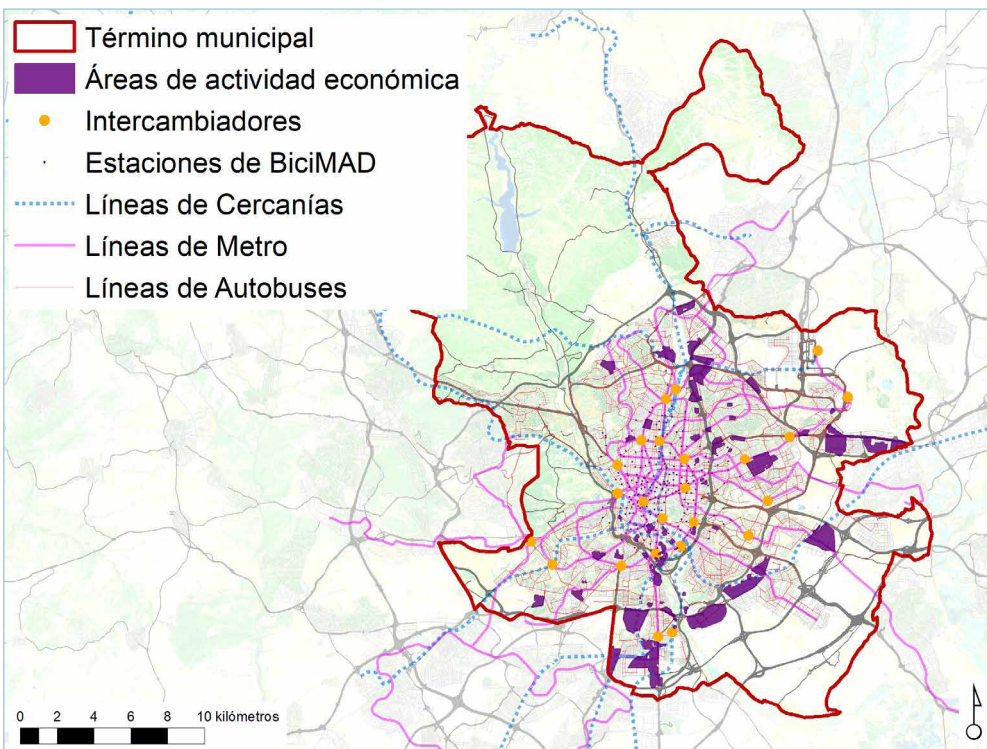 Término municipal
Áreas de actividad económica
Intercambiadores
Estaciones de BiciMAD
Líneas de Cercanías
Líneas de Metro
Líneas de Autobuses
0 2 4 6 8 10 kilómetros